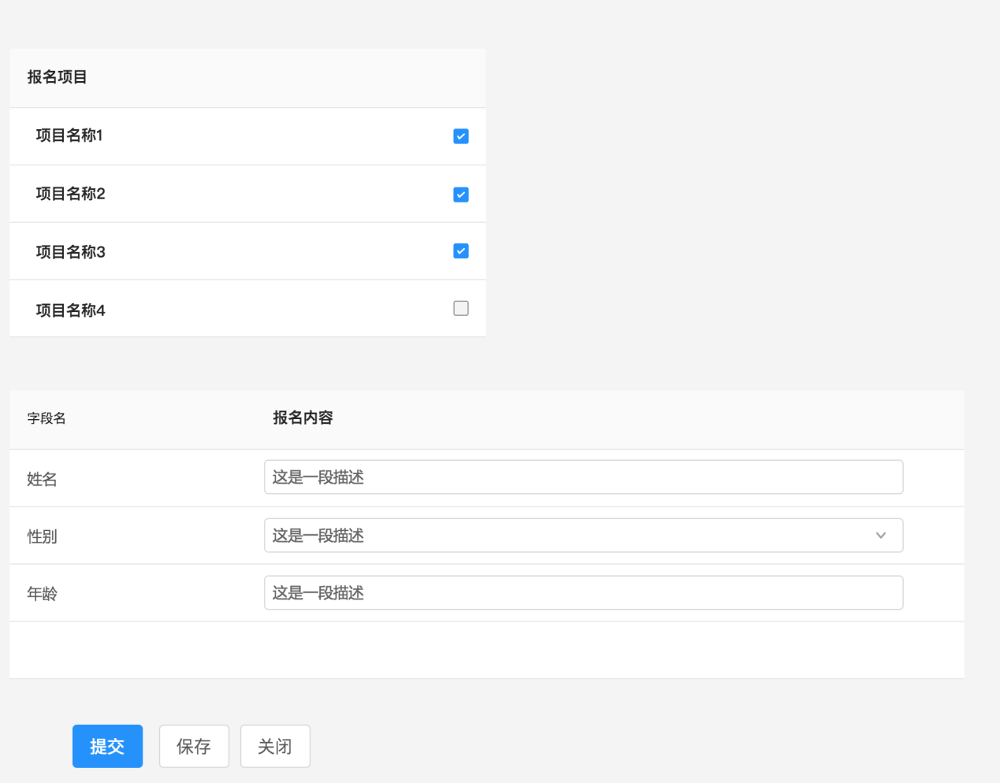 报名项目
项目名称1
项目名称2
项目名称3
项目名称4
字段名 报名内容
姓名 这是一段描述
性别 这是一段描述
年龄 这是一段描述
提交 保存 关闭